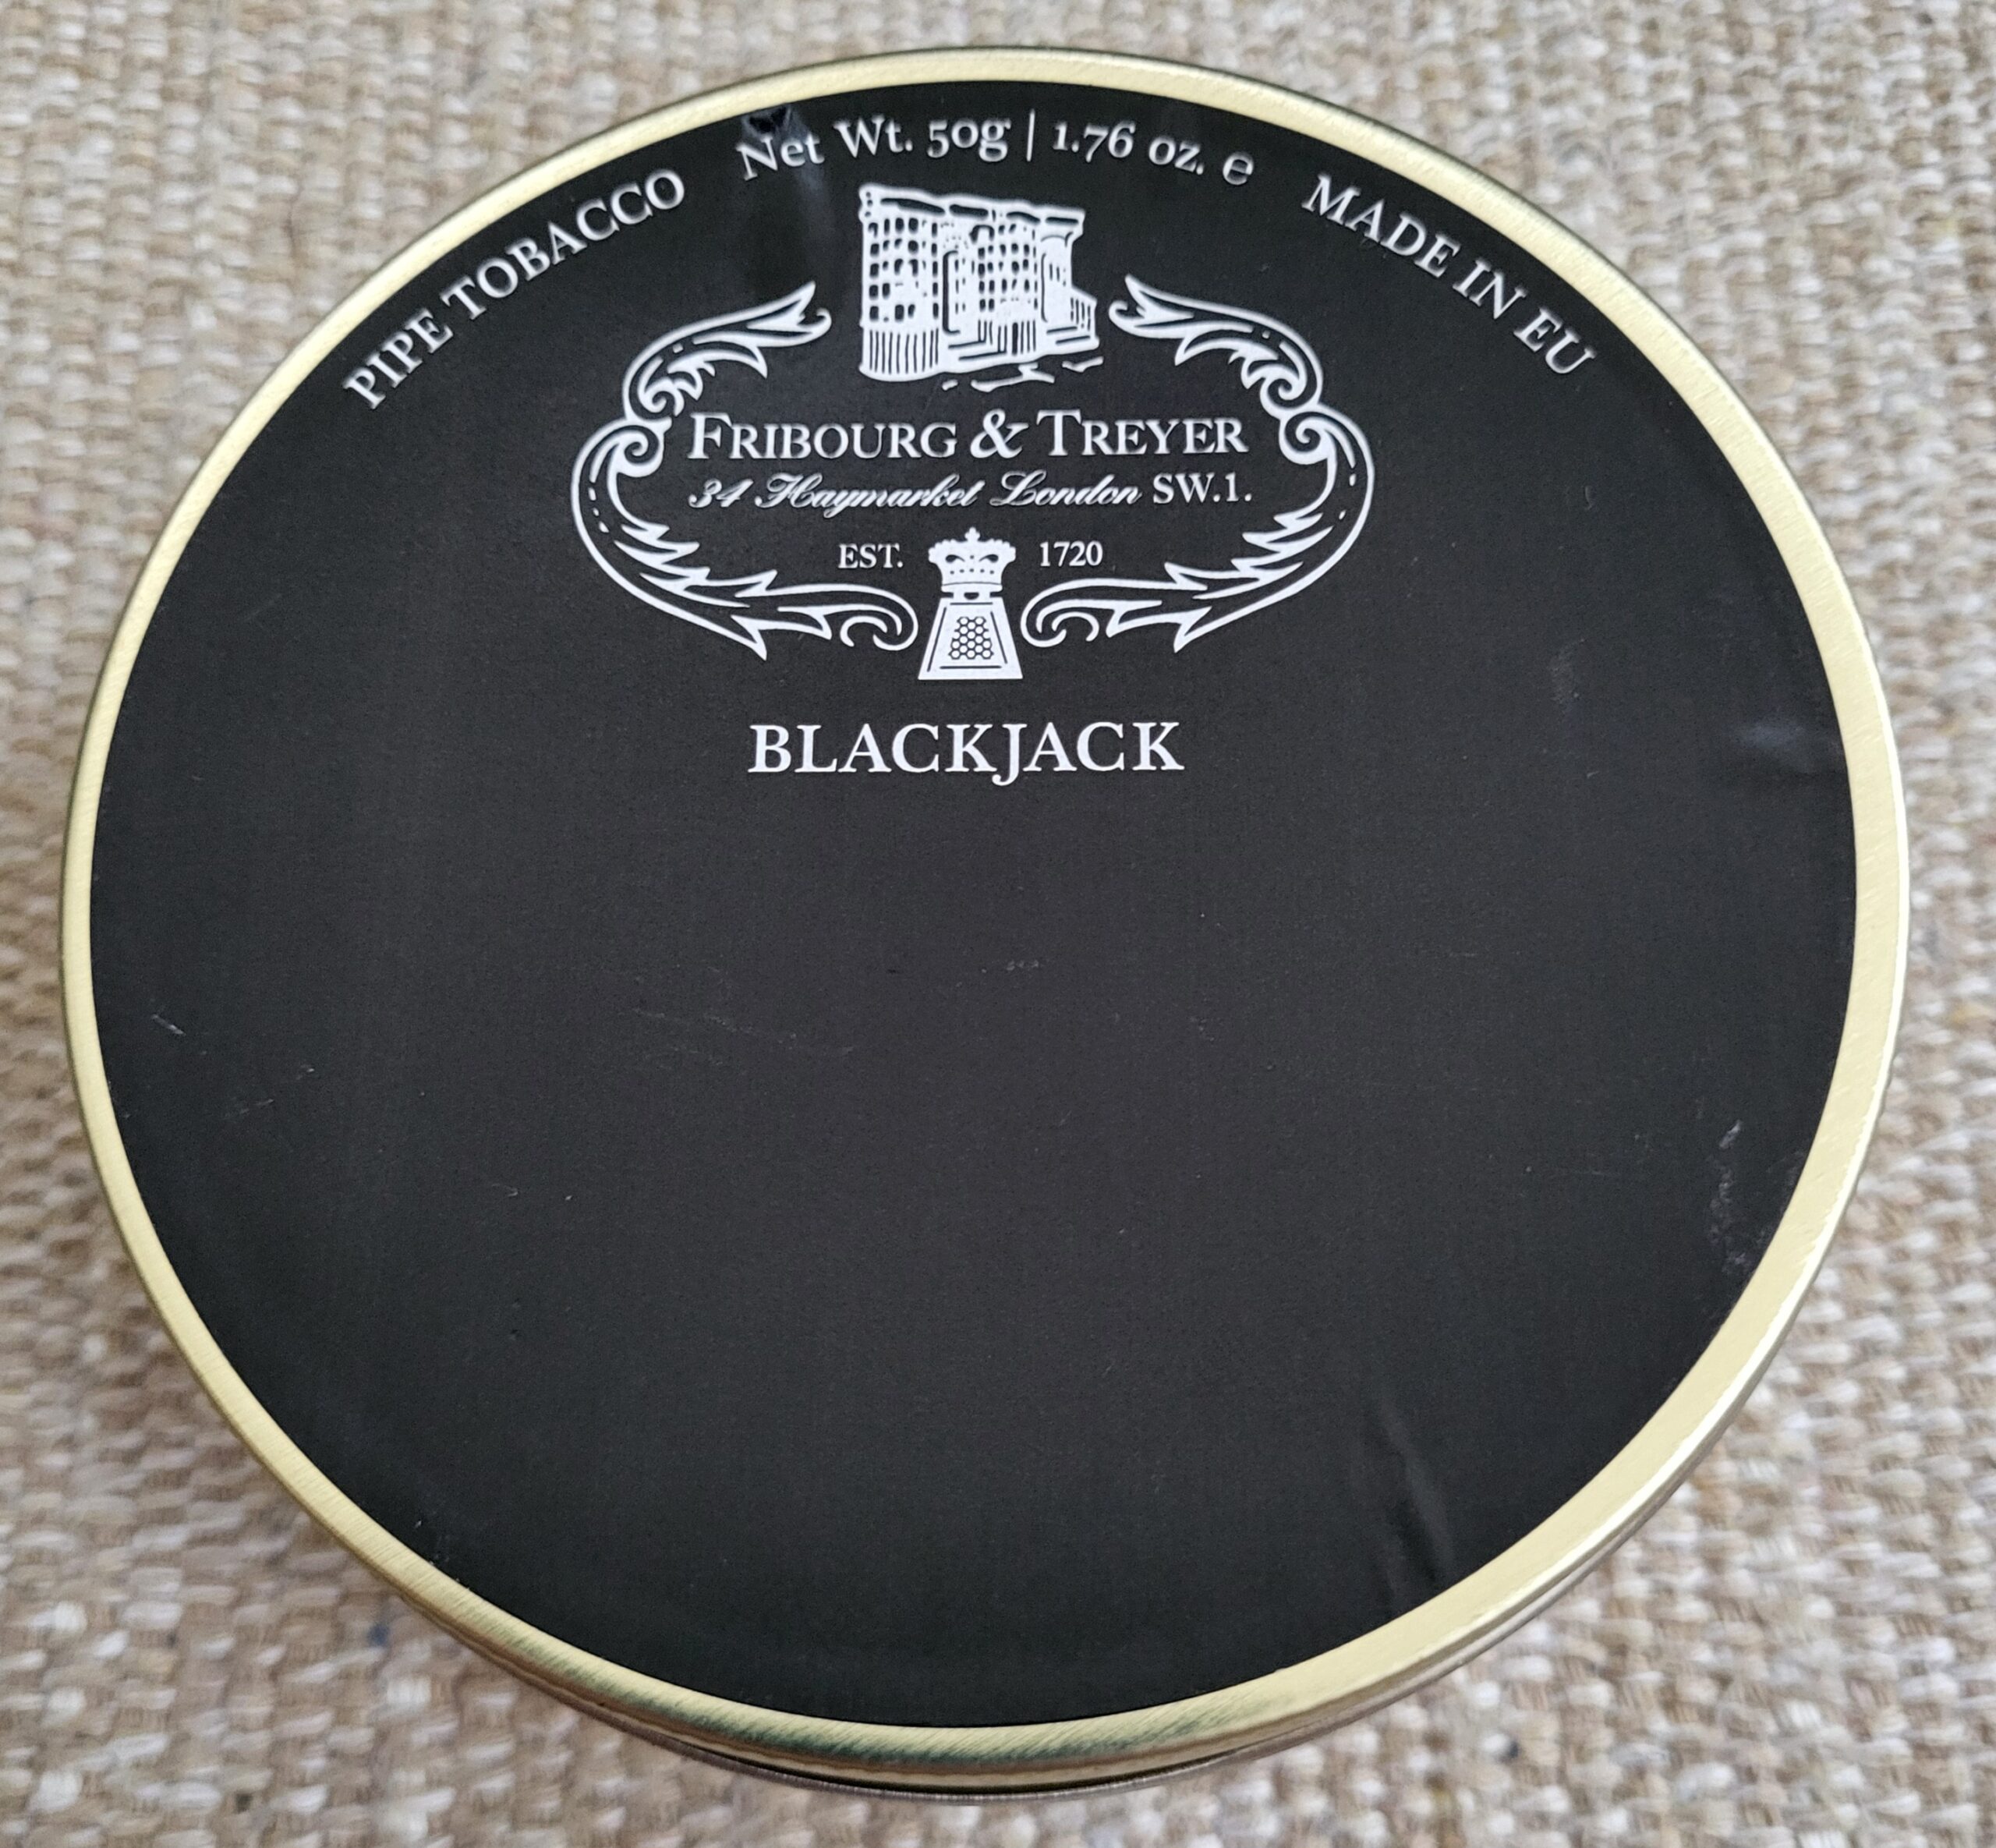 PIPE TOBACCO Net Wt. 50g | 1.76 oz. ℮ MADE IN EU
FRIBOURG & TREYER
34 Haymarket London SW.1.
EST. 1720
BLACKJACK